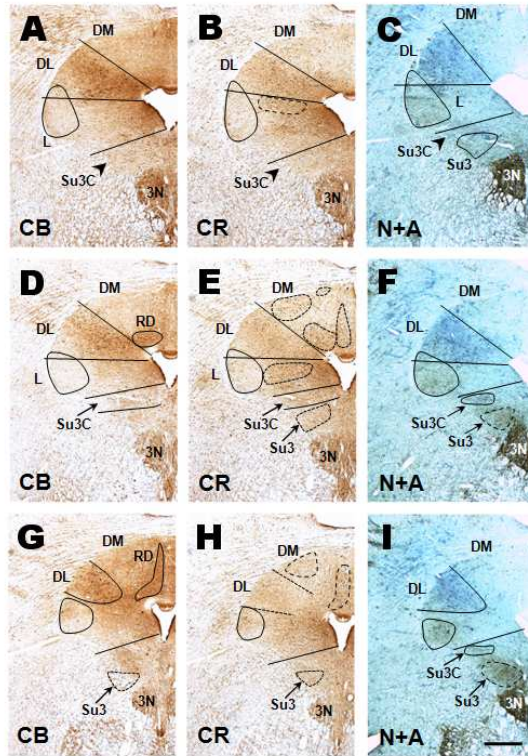 A DM DL L Su3C 3N CB
B DM DL Su3C 3N CR
C DM DL L Su3C Su3 3N N+A
D DM RD DL L Su3C 3N CB
E DM DL L Su3C Su3 3N CR
F DM DL Su3C Su3 3N N+A
G DM RD DL Su3 3N CB
H DM DL Su3 3N CR
I DM DL Su3C Su3 N+A